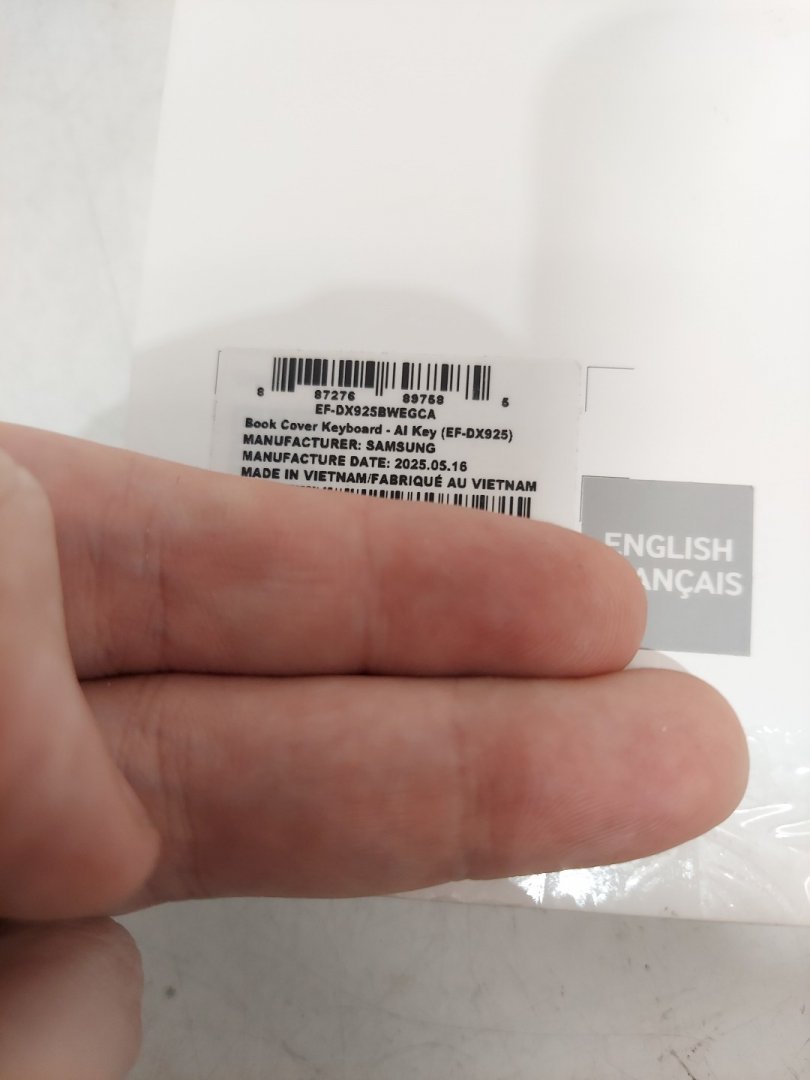 8 87276 89758 5
EF-DX925BWEGCA
Book Cover Keyboard - AI Key (EF-DX925)
MANUFACTURER: SAMSUNG
MANUFACTURE DATE: 2025.05.16
MADE IN VIETNAM/FABRIQUÉ AU VIETNAM
ENGLISH
ANÇAIS